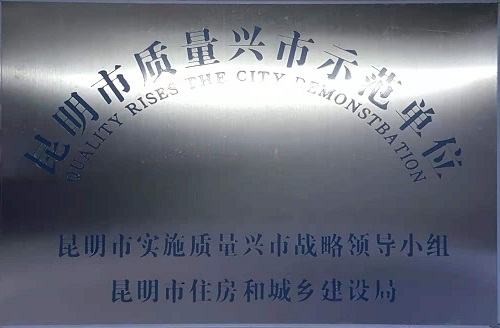 昆明市质量兴市示范单位
QUALITY RISES THE CITY DEMONSTBATION
昆明市实施质量兴市战略领导小组
昆明市住房和城乡建设局